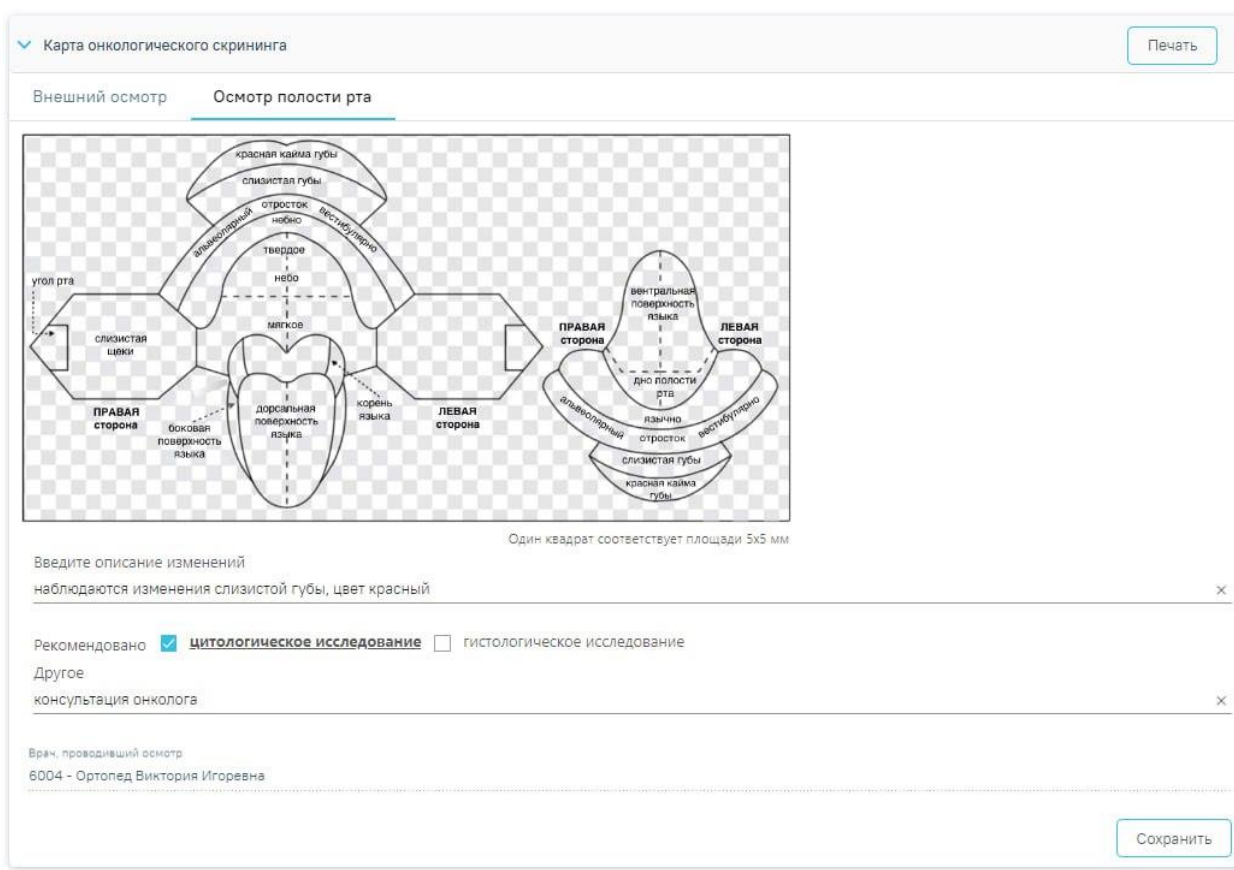 Карта онкологического скрининга
Печать
Внешний осмотр
Осмотр полости рта
красная кайма губы
слизистая губы
альвеолярный отросток вестибулярно
небно
твердое
небо
мягкое
угол рта
слизистая
щеки
ПРАВАЯ
сторона
боковая
поверхность
языка
дорсальная
поверхность
языка
корень
языка
ЛЕВАЯ
сторона
вентральная
поверхность
языка
ПРАВАЯ
сторона
ЛЕВАЯ
сторона
дно полости
рта
язычно
альвеолярный отросток вестибулярно
слизистая губы
красная кайма
губы
Один квадрат соответствует площади 5х5 мм
Введите описание изменений
наблюдаются изменения слизистой губы, цвет красный
Рекомендовано цитологическое исследование гистологическое исследование
Другое
консультация онколога
Врач, проводивший осмотр
6004 - Ортопед Виктория Игоревна
Сохранить